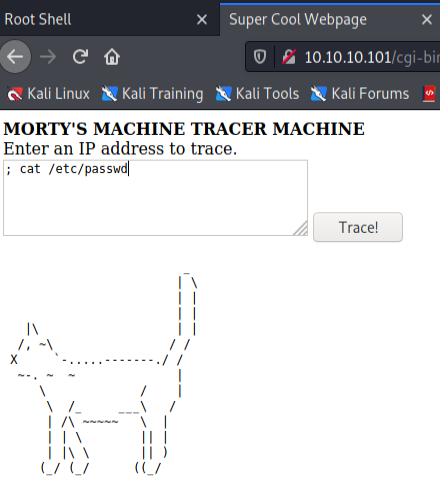 Root Shell
Super Cool Webpage
10.10.10.101/cgi-bin
Kali Linux Kali Training Kali Tools Kali Forums
MORTY'S MACHINE TRACER MACHINE
Enter an IP address to trace.
; cat /etc/passwd
Trace!